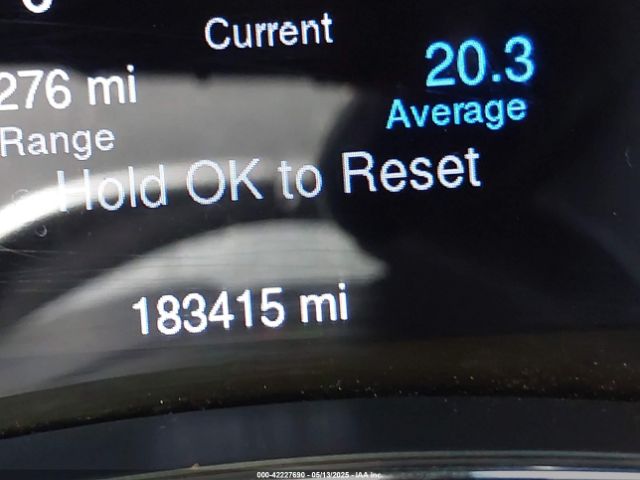 Current
20.3
276 mi
Average
Range
Hold OK to Reset
183415 mi
000-42227690 - 05/13/2025 - IAA Inc.